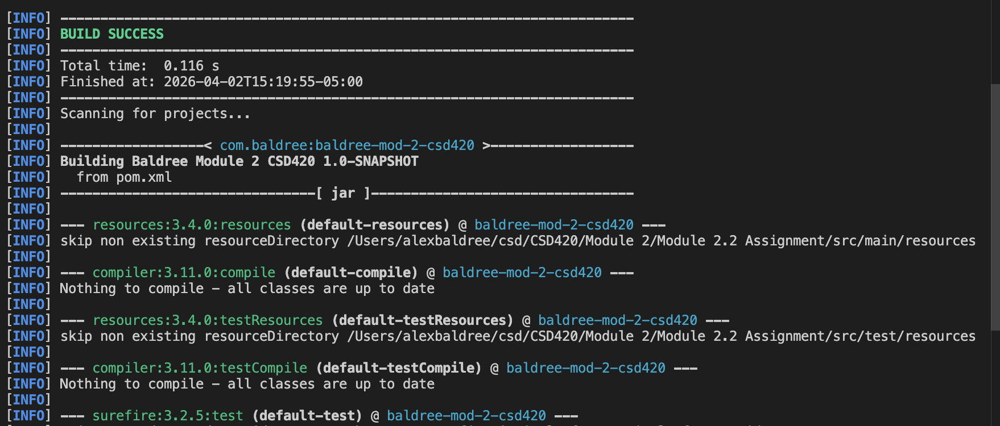 [INFO] ------------------------------------------------------------------------
[INFO] BUILD SUCCESS
[INFO] ------------------------------------------------------------------------
[INFO] Total time:  0.116 s
[INFO] Finished at: 2026-04-02T15:19:55-05:00
[INFO] ------------------------------------------------------------------------
[INFO] Scanning for projects...
[INFO]
[INFO] ------------------< com.baldree:baldree-mod-2-csd420 >------------------
[INFO] Building Baldree Module 2 CSD420 1.0-SNAPSHOT
[INFO]   from pom.xml
[INFO] --------------------------------[ jar ]---------------------------------
[INFO]
[INFO] --- resources:3.4.0:resources (default-resources) @ baldree-mod-2-csd420 ---
[INFO] skip non existing resourceDirectory /Users/alexbaldree/csd/CSD420/Module 2/Module 2.2 Assignment/src/main/resources
[INFO]
[INFO] --- compiler:3.11.0:compile (default-compile) @ baldree-mod-2-csd420 ---
[INFO] Nothing to compile - all classes are up to date
[INFO]
[INFO] --- resources:3.4.0:testResources (default-testResources) @ baldree-mod-2-csd420 ---
[INFO] skip non existing resourceDirectory /Users/alexbaldree/csd/CSD420/Module 2/Module 2.2 Assignment/src/test/resources
[INFO]
[INFO] --- compiler:3.11.0:testCompile (default-testCompile) @ baldree-mod-2-csd420 ---
[INFO] Nothing to compile - all classes are up to date
[INFO]
[INFO] --- surefire:3.2.5:test (default-test) @ baldree-mod-2-csd420 ---